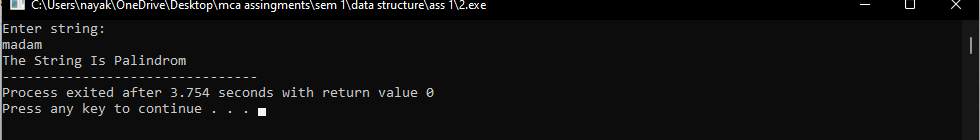 C:\Users\nayak\OneDrive\Desktop\mca assingments\sem 1\data structure\ass 1\2.exe
Enter string:
madam
The String Is Palindrom
--------------------------------
Process exited after 3.754 seconds with return value 0
Press any key to continue . . .